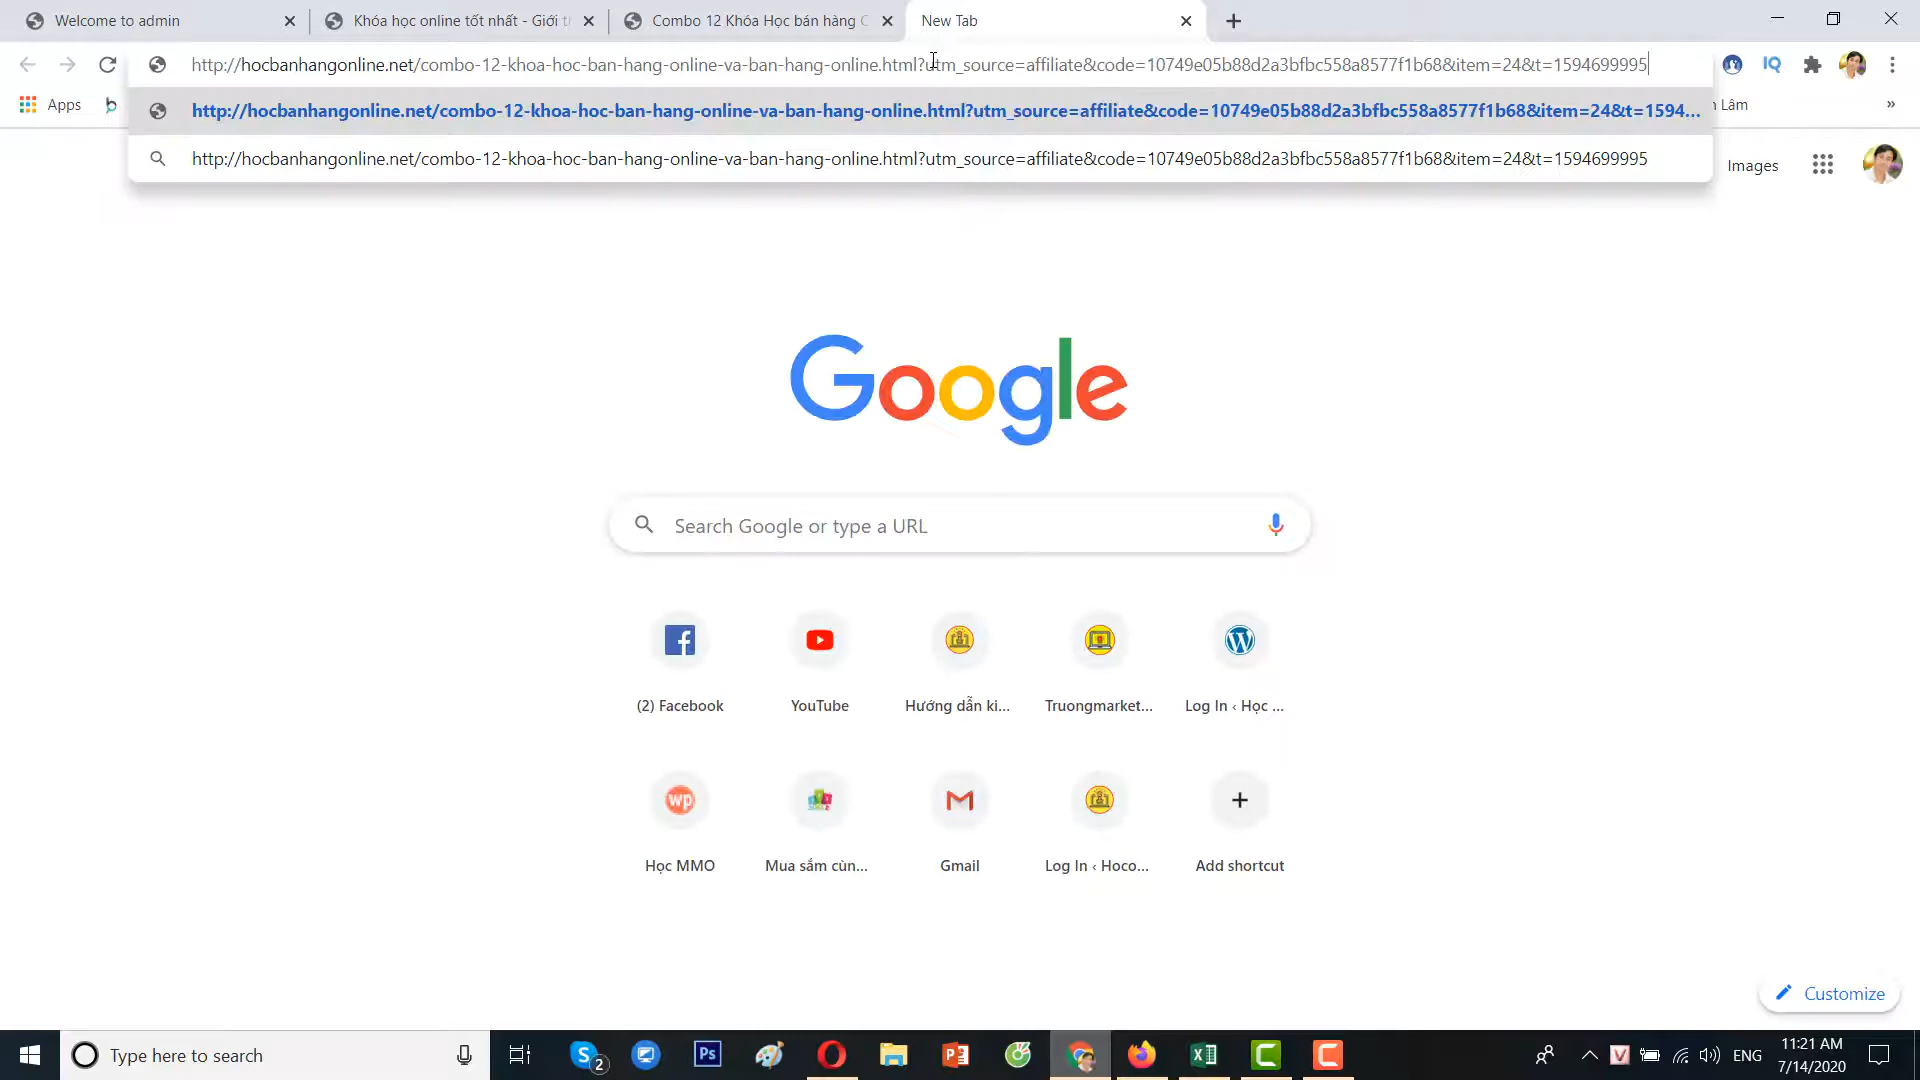 Welcome to admin
Khóa học online tốt nhất - Giới t
Combo 12 Khóa Học bán hàng C
New Tab
http://hocbanhangonline.net/combo-12-khoa-hoc-ban-hang-online-va-ban-hang-online.html?utm_source=affiliate&code=10749e05b88d2a3bfbc558a8577f1b68&item=24&t=1594699995
IQ
Apps
http://hocbanhangonline.net/combo-12-khoa-hoc-ban-hang-online-va-ban-hang-online.html?utm_source=affiliate&code=10749e05b88d2a3bfbc558a8577f1b68&item=24&t=1594...
Lâm
»
http://hocbanhangonline.net/combo-12-khoa-hoc-ban-hang-online-va-ban-hang-online.html?utm_source=affiliate&code=10749e05b88d2a3bfbc558a8577f1b68&item=24&t=1594699995
Images
Google
Search Google or type a URL
(2) Facebook
YouTube
Hướng dẫn ki...
Truongmarket...
Log In ‹ Học ...
wp
Học MMO
Mua sắm cùn...
Gmail
Log In ‹ Hoco...
Add shortcut
Customize
Type here to search
2
Ps
ENG
11:21 AM
7/14/2020